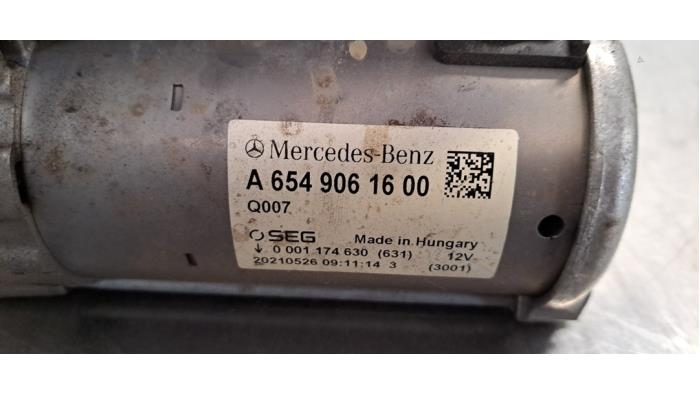 Mercedes-Benz
A 654 906 16 00
Q007
SEG Made in Hungary
↓ 0 001 174 630 (631) 12V
20210526 09:11:14 3 (3001)